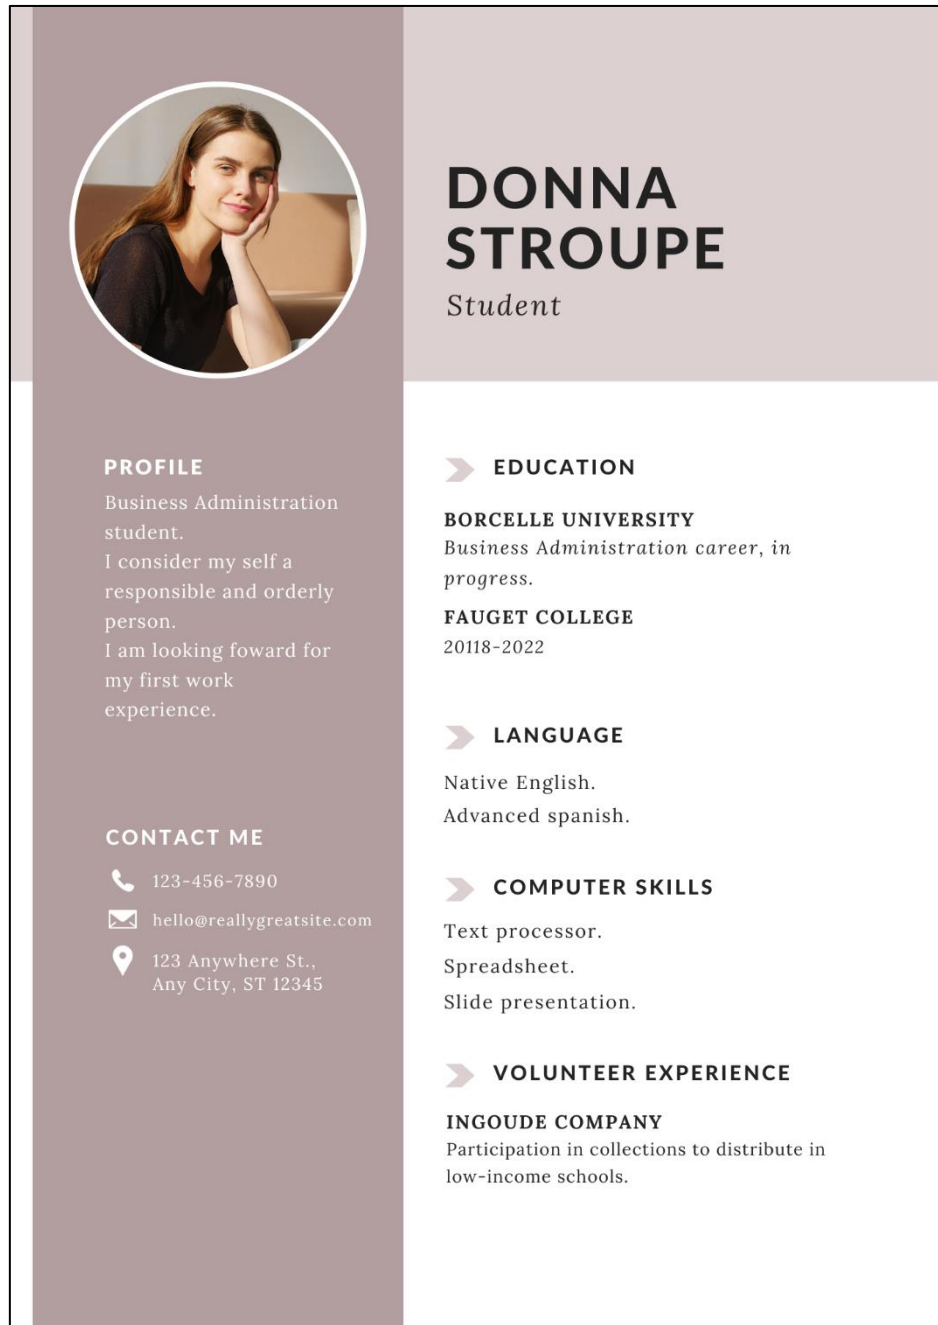 DONNA
STROUPE
Student
PROFILE
Business Administration
student.
I consider my self a
responsible and orderly
person.
I am looking foward for
my first work
experience.
CONTACT ME
123-456-7890
hello@reallygreatsite.com
123 Anywhere St.,
Any City, ST 12345
EDUCATION
BORCELLE UNIVERSITY
Business Administration career, in
progress.
FAUGET COLLEGE
20118-2022
LANGUAGE
Native English.
Advanced spanish.
COMPUTER SKILLS
Text processor.
Spreadsheet.
Slide presentation.
VOLUNTEER EXPERIENCE
INGOUDE COMPANY
Participation in collections to distribute in
low-income schools.